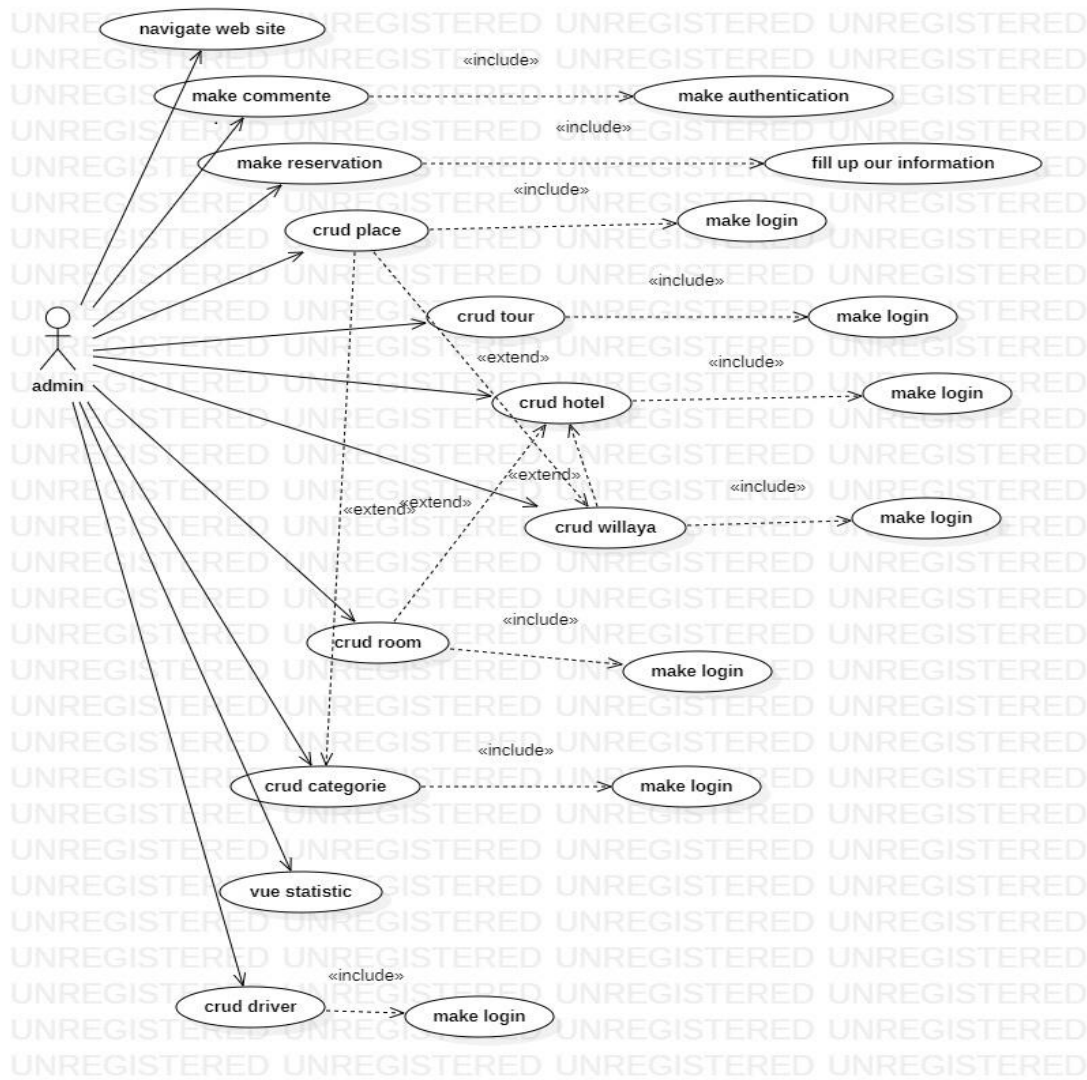 navigate web site
«include»
make commente
make authentication
«include»
make reservation
fill up our information
«include»
crud place
make login
«include»
crud tour
make login
«extend»
«include»
admin
crud hotel
make login
«extend»
«include»
«extend»
«extend»
crud willaya
make login
«include»
crud room
make login
«include»
crud categorie
make login
vue statistic
«include»
crud driver
make login
UNREGISTERED